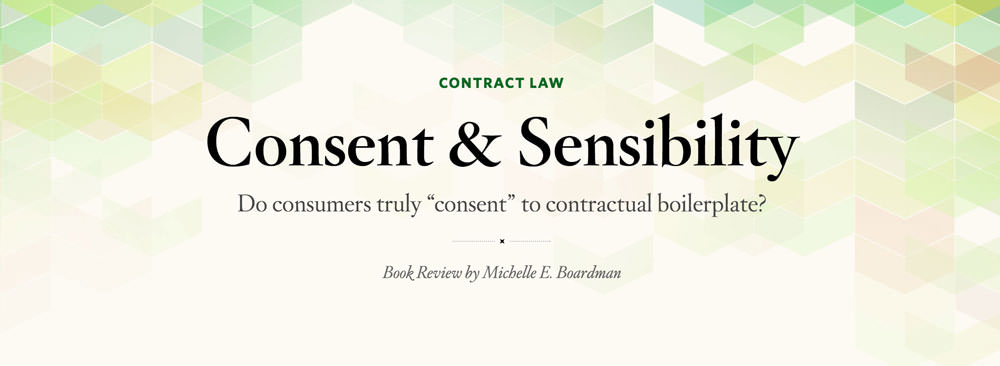 CONTRACT LAW
Consent & Sensibility
Do consumers truly “consent” to contractual boilerplate?
Book Review by Michelle E. Boardman